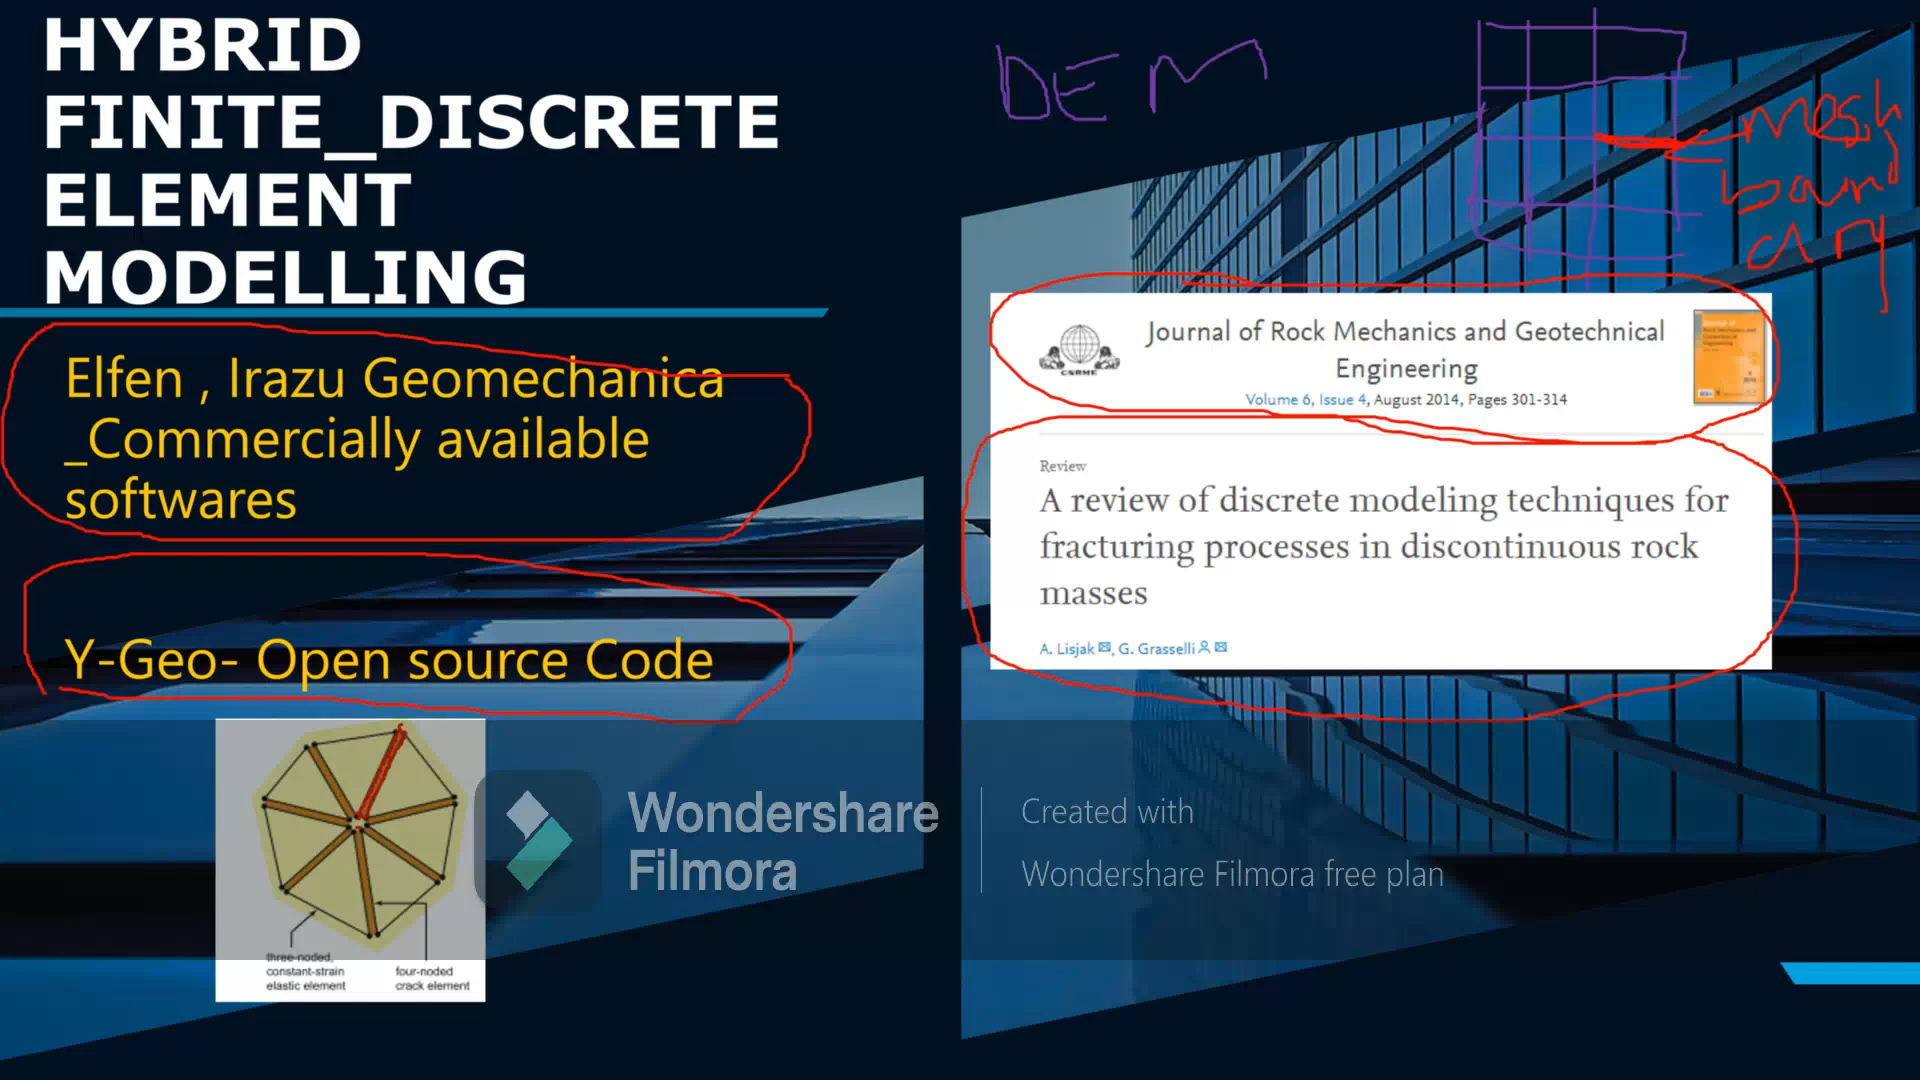 HYBRID
FINITE_DISCRETE
ELEMENT
MODELLING
Elfen , Irazu Geomechanica
_Commercially available
softwares
Y-Geo- Open source Code
three-noded,
constant-strain
elastic element
four-noded
crack element
DEM
mesh
bound
ary
CSRME
Journal of Rock Mechanics and Geotechnical
Engineering
Volume 6, Issue 4, August 2014, Pages 301-314
Review
A review of discrete modeling techniques for
fracturing processes in discontinuous rock
masses
A. Lisjak, G. Grasselli
Wondershare
Filmora
Created with
Wondershare Filmora free plan